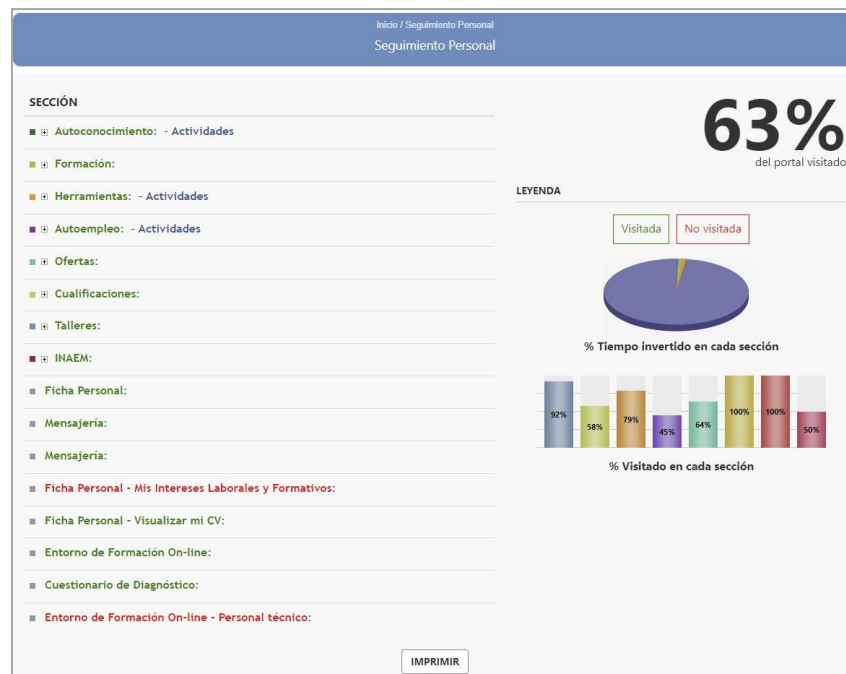 Inicio / Seguimiento Personal
Seguimiento Personal
SECCIÓN
Autoconocimiento: - Actividades
Formación:
Herramientas: - Actividades
Autoempleo: - Actividades
Ofertas:
Cualificaciones:
Talleres:
INAEM:
Ficha Personal:
Mensajería:
Mensajería:
Ficha Personal - Mis Intereses Laborales y Formativos:
Ficha Personal - Visualizar mi CV:
Entorno de Formación On-line:
Cuestionario de Diagnóstico:
Entorno de Formación On-line - Personal técnico:
63%
del portal visitado
LEYENDA
Visitada No visitada
% Tiempo invertido en cada sección
92% 58% 79% 45% 64% 100% 100% 50%
% Visitado en cada sección
IMPRIMIR